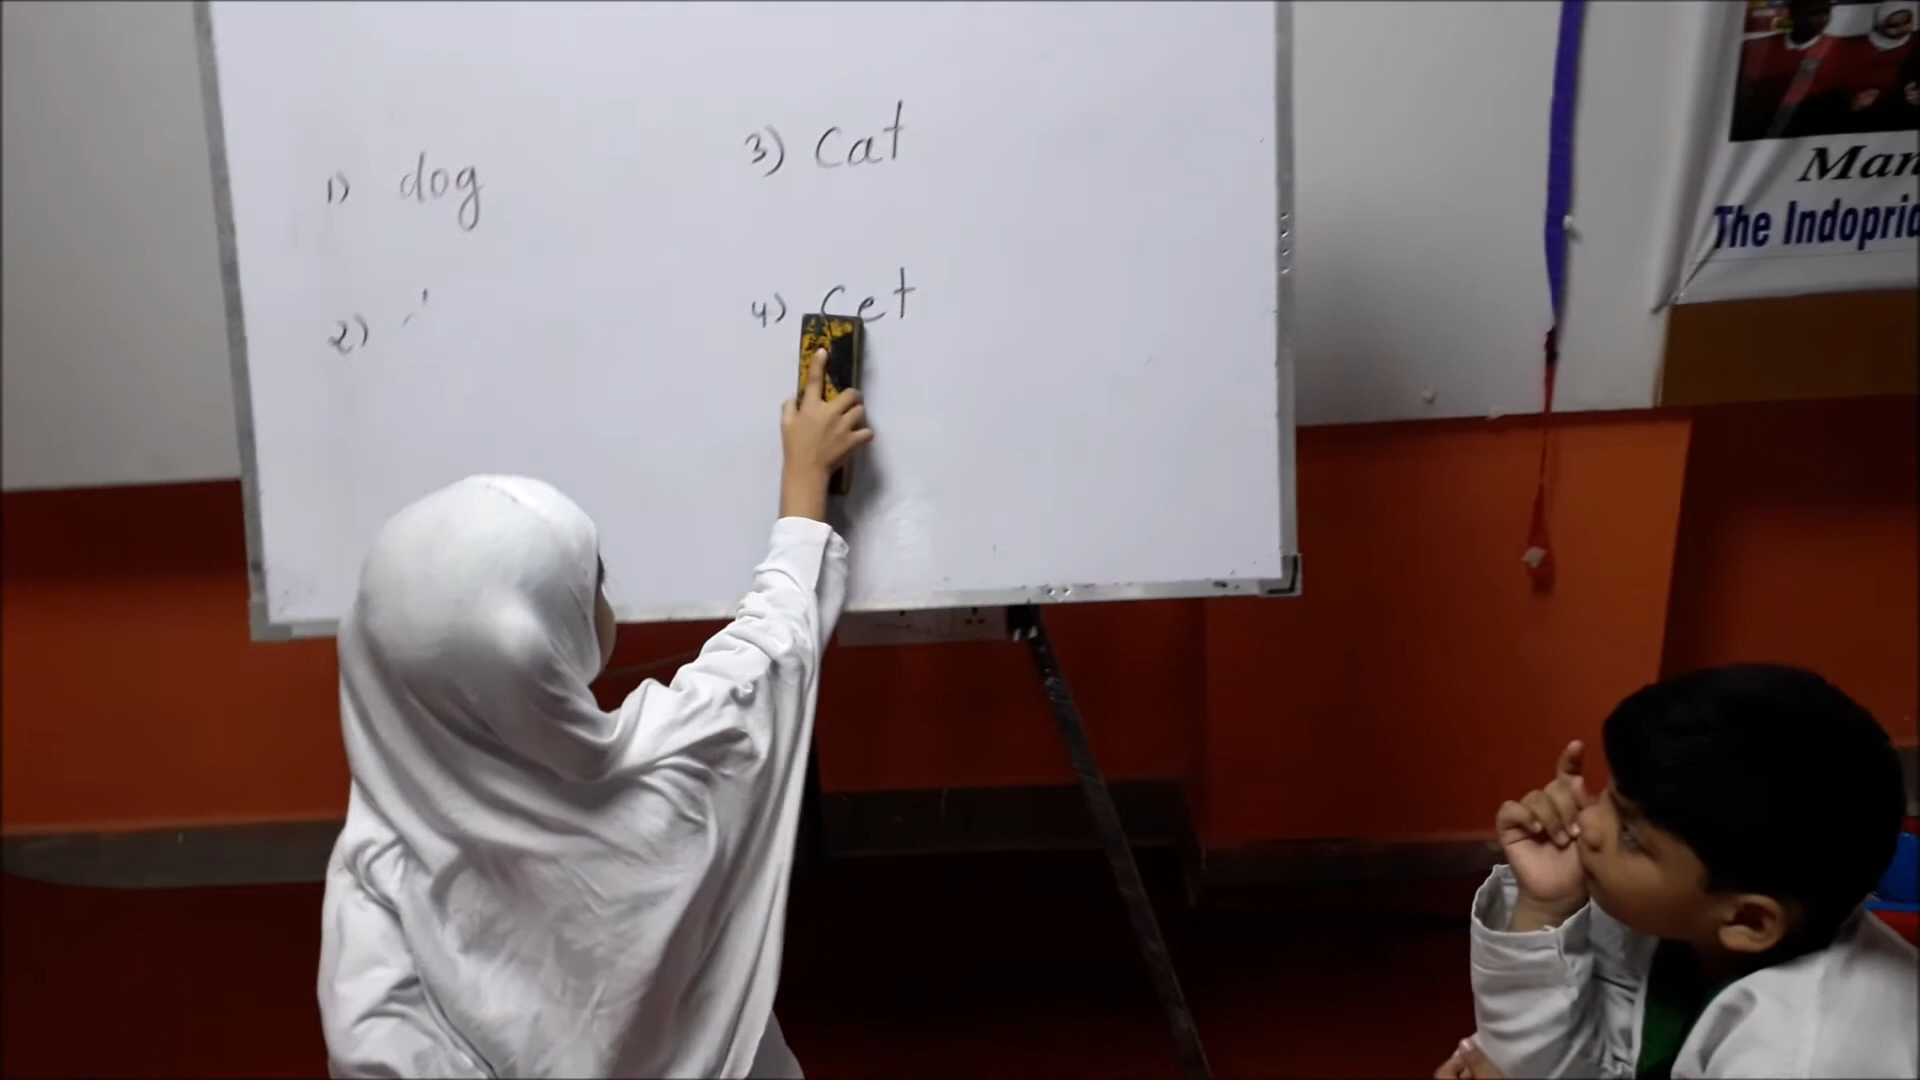 1) dog
2)
3) cat
4) cet
Man
The Indoprid